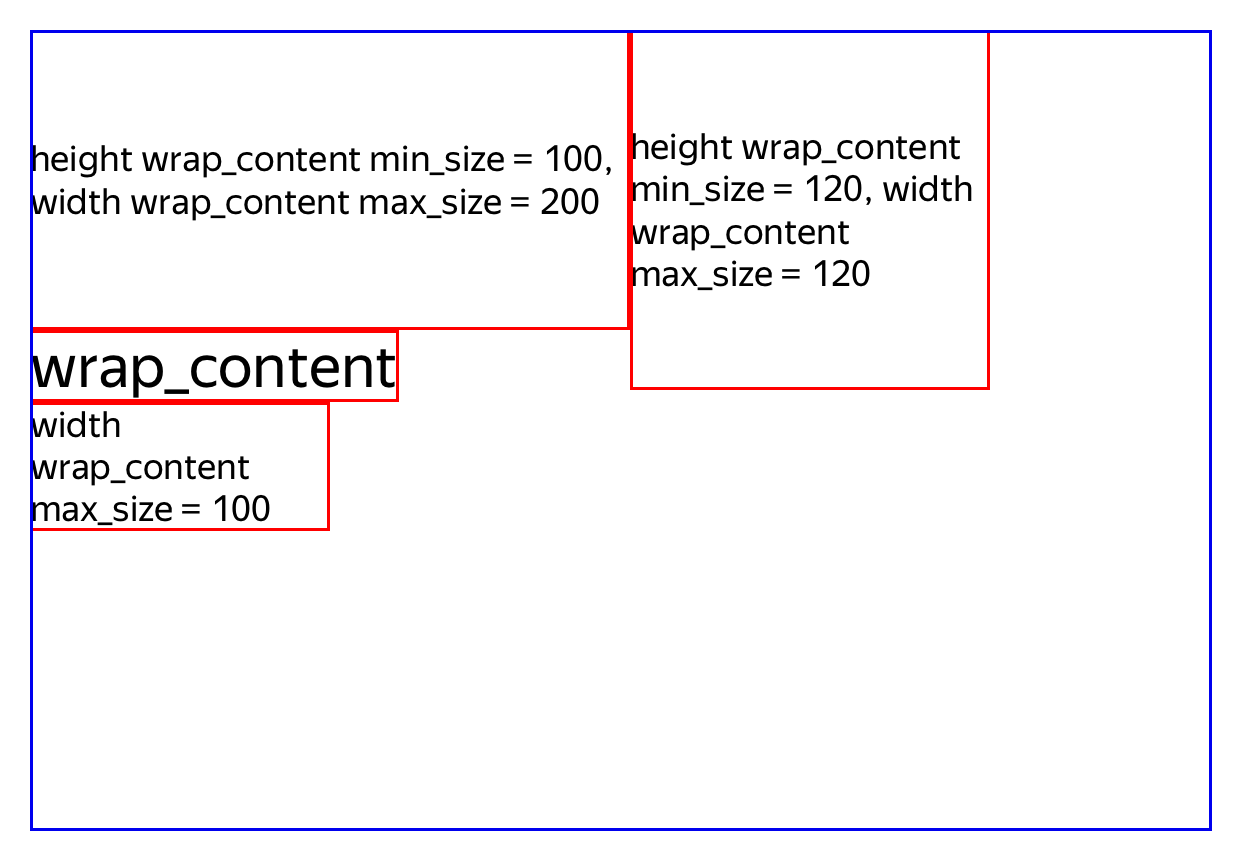 height wrap_content min_size = 100,
width wrap_content max_size = 200
height wrap_content
min_size = 120, width
wrap_content
max_size = 120
wrap_content
width
wrap_content
max_size = 100